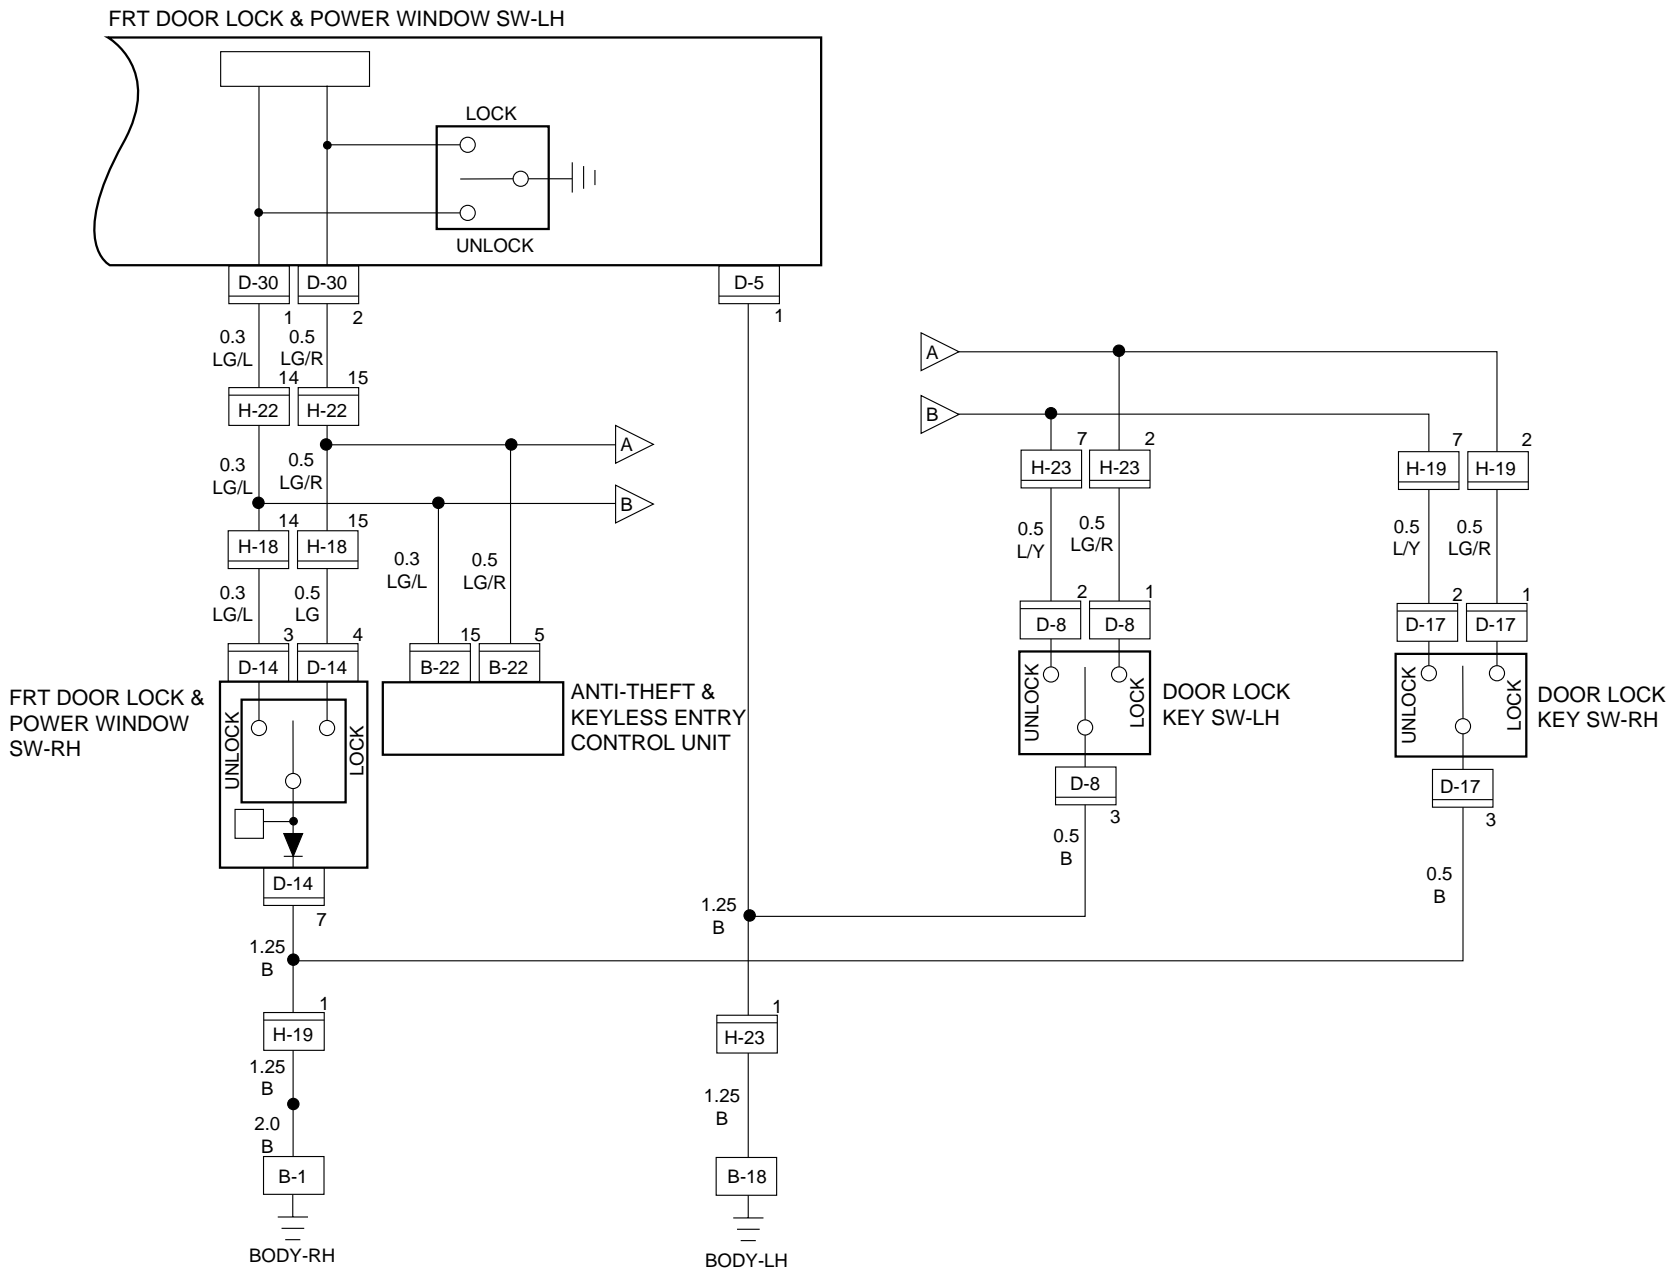 FRT DOOR LOCK & POWER WINDOW SW-LH
LOCK
UNLOCK
D-30
D-30
D-5
1
2
1
0.3
LG/L
0.5
LG/R
14
15
H-22
H-22
A
B
0.3
LG/L
0.5
LG/R
A
B
14
15
H-18
H-18
0.3
LG/L
0.5
LG
0.3
LG/L
0.5
LG/R
3
4
D-14
D-14
15
5
B-22
B-22
FRT DOOR LOCK &
POWER WINDOW
SW-RH
UNLOCK
LOCK
ANTI-THEFT &
KEYLESS ENTRY
CONTROL UNIT
D-14
7
7
2
H-23
H-23
7
2
H-19
H-19
0.5
L/Y
0.5
LG/R
0.5
L/Y
0.5
LG/R
2
1
D-8
D-8
2
1
D-17
D-17
UNLOCK
LOCK
DOOR LOCK
KEY SW-LH
UNLOCK
LOCK
DOOR LOCK
KEY SW-RH
D-8
3
D-17
3
0.5
B
0.5
B
1.25
B
1.25
B
1
H-19
1
H-23
1.25
B
1.25
B
2.0
B
B-1
B-18
BODY-RH
BODY-LH